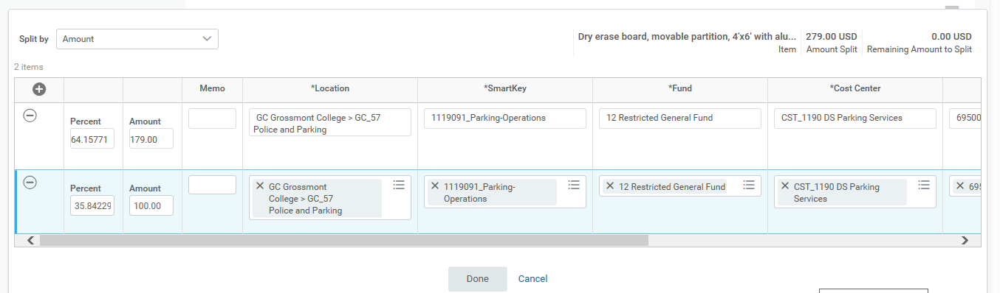 Split by Amount
Dry erase board, movable partition, 4'x6' with alu... 279.00 USD 0.00 USD
Item Amount Split Remaining Amount to Split
2 items
Memo *Location *SmartKey *Fund *Cost Center
Percent Amount
64.15771 179.00
GC Grossmont College > GC_57
Police and Parking
1119091_Parking-Operations
12 Restricted General Fund
CST_1190 DS Parking Services
69500
Percent Amount
35.84229 100.00
GC Grossmont
College > GC_57
Police and Parking
1119091_Parking-
Operations
12 Restricted General Fund
CST_1190 DS Parking
Services
695
Done Cancel